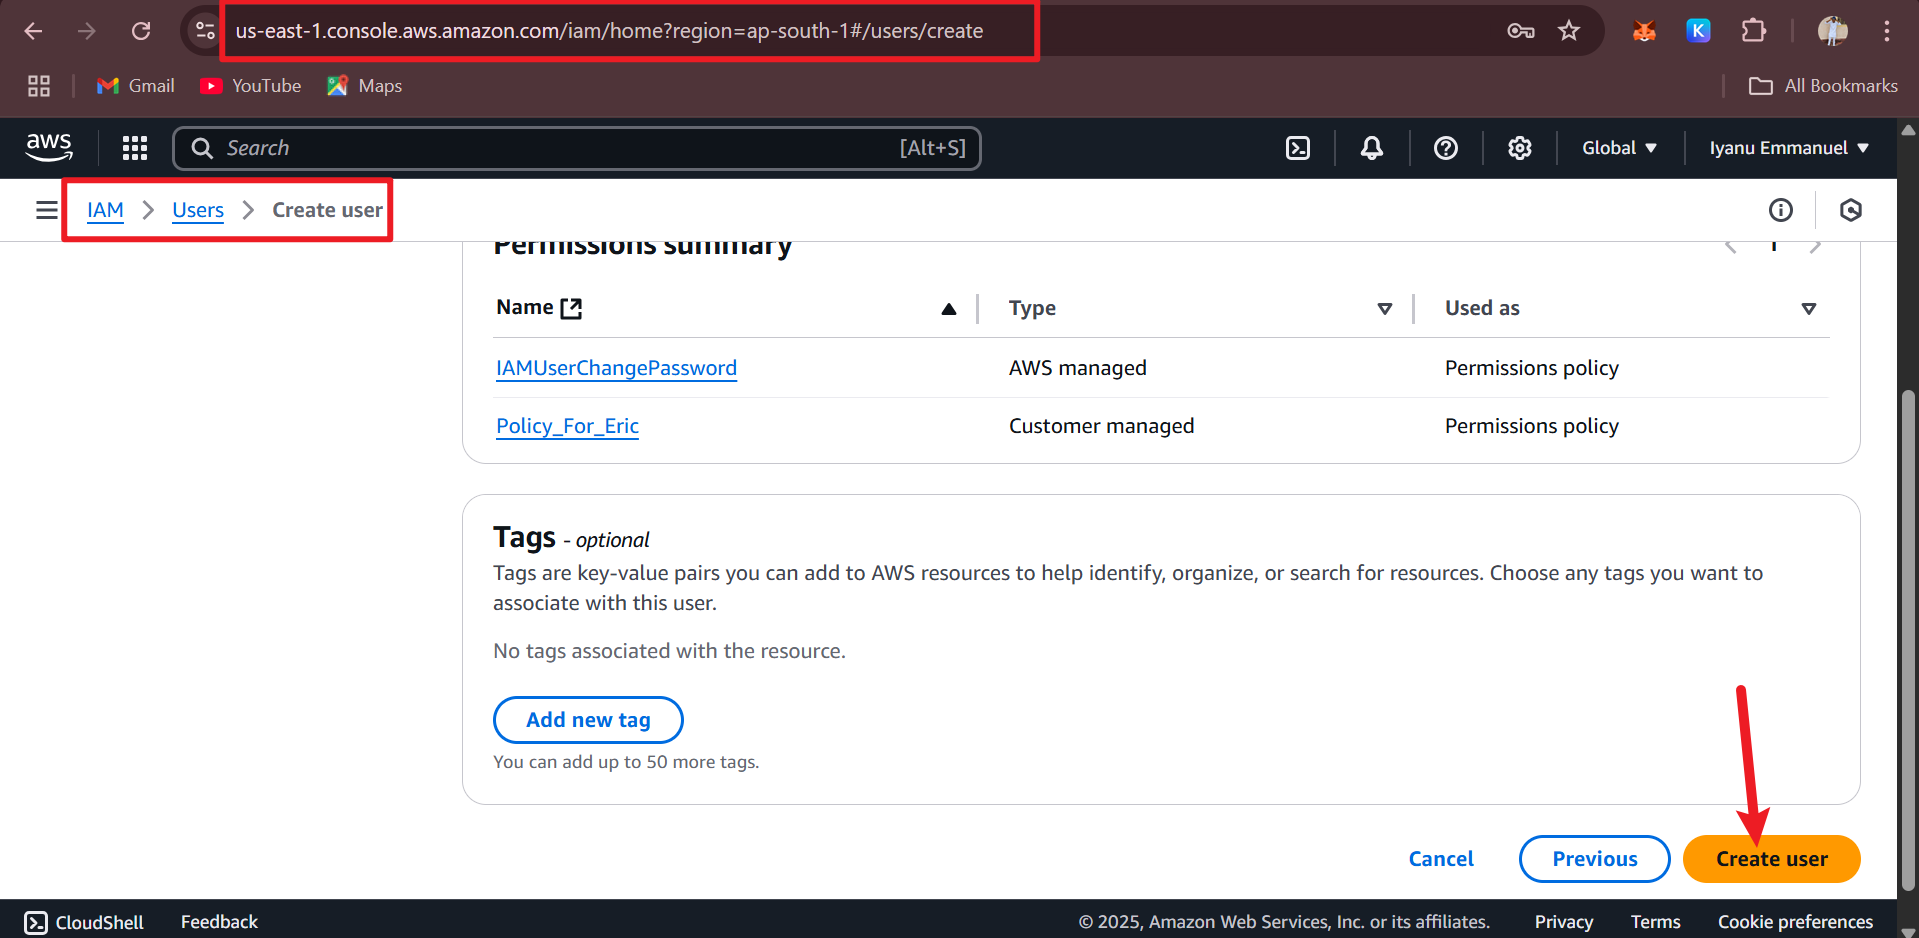 us-east-1.console.aws.amazon.com/iam/home?region=ap-south-1#/users/create
K
Gmail YouTube Maps All Bookmarks
aws Search [Alt+S] Global Iyanu Emmanuel
IAM > Users > Create user
Permissions summary 1
Name Type Used as
IAMUserChangePassword AWS managed Permissions policy
Policy_For_Eric Customer managed Permissions policy
Tags - optional
Tags are key-value pairs you can add to AWS resources to help identify, organize, or search for resources. Choose any tags you want to
associate with this user.
No tags associated with the resource.
Add new tag
You can add up to 50 more tags.
Cancel Previous Create user
CloudShell Feedback © 2025, Amazon Web Services, Inc. or its affiliates. Privacy Terms Cookie preferences